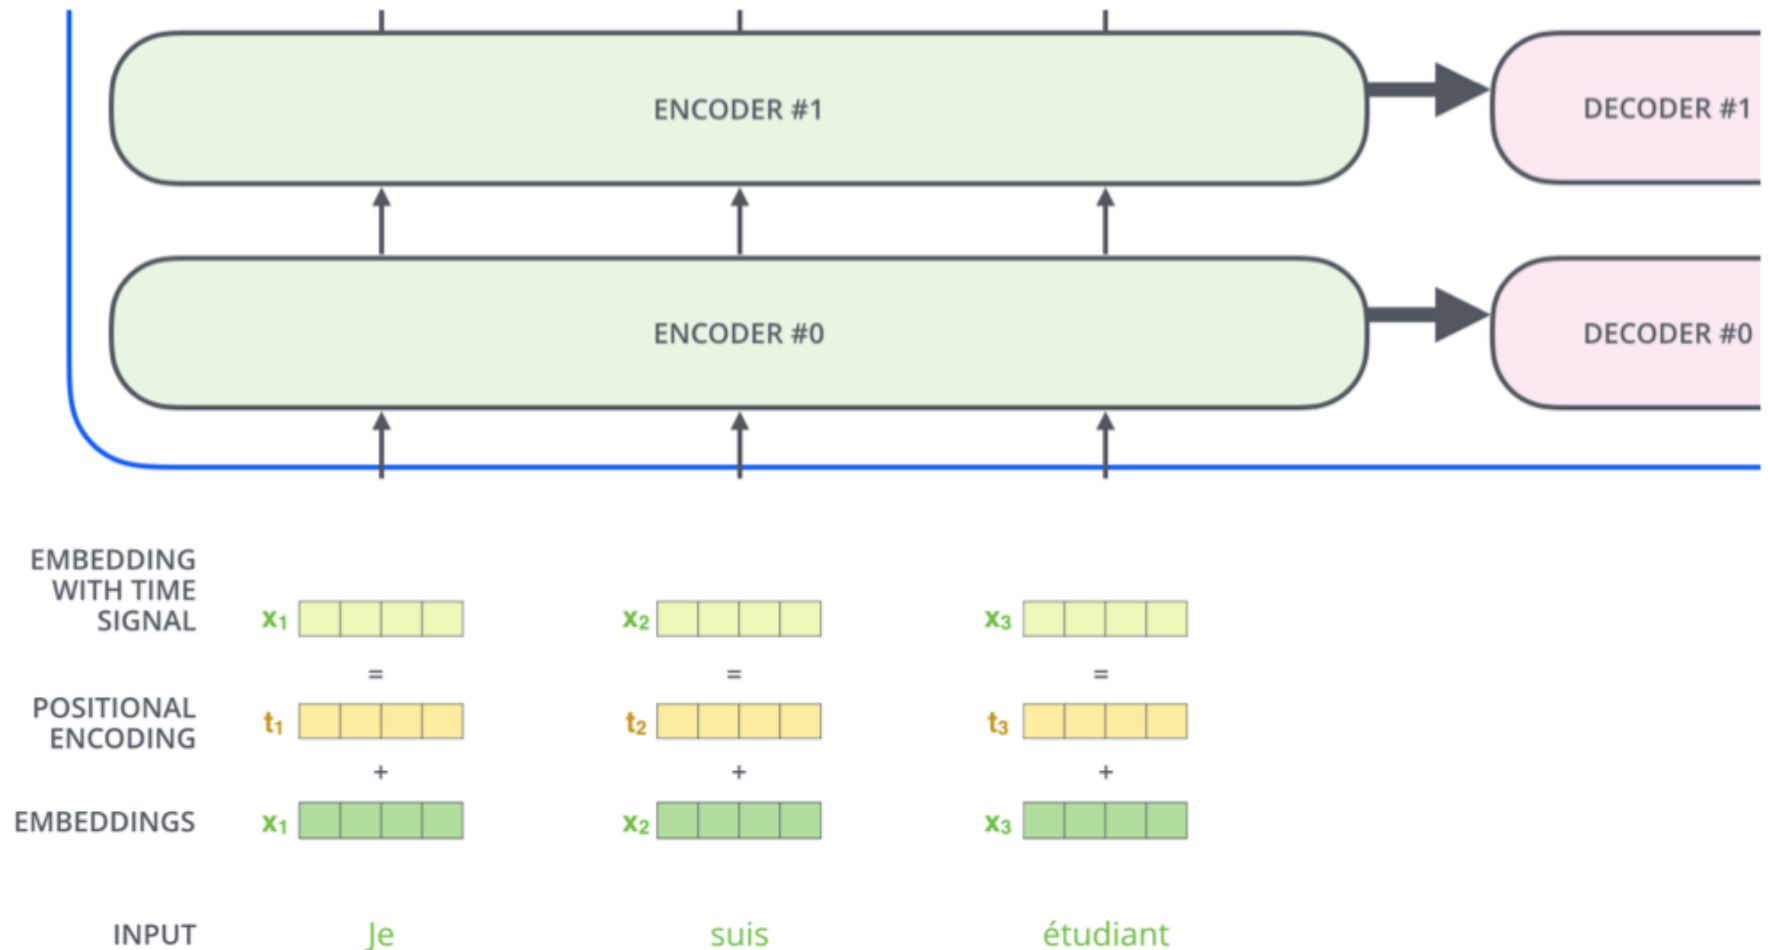 ENCODER #1
DECODER #1
ENCODER #0
DECODER #0
EMBEDDING
WITH TIME
SIGNAL
x₁ x₂ x₃
= = =
POSITIONAL
ENCODING
t₁ t₂ t₃
+ + +
EMBEDDINGS x₁ x₂ x₃
INPUT Je suis étudiant